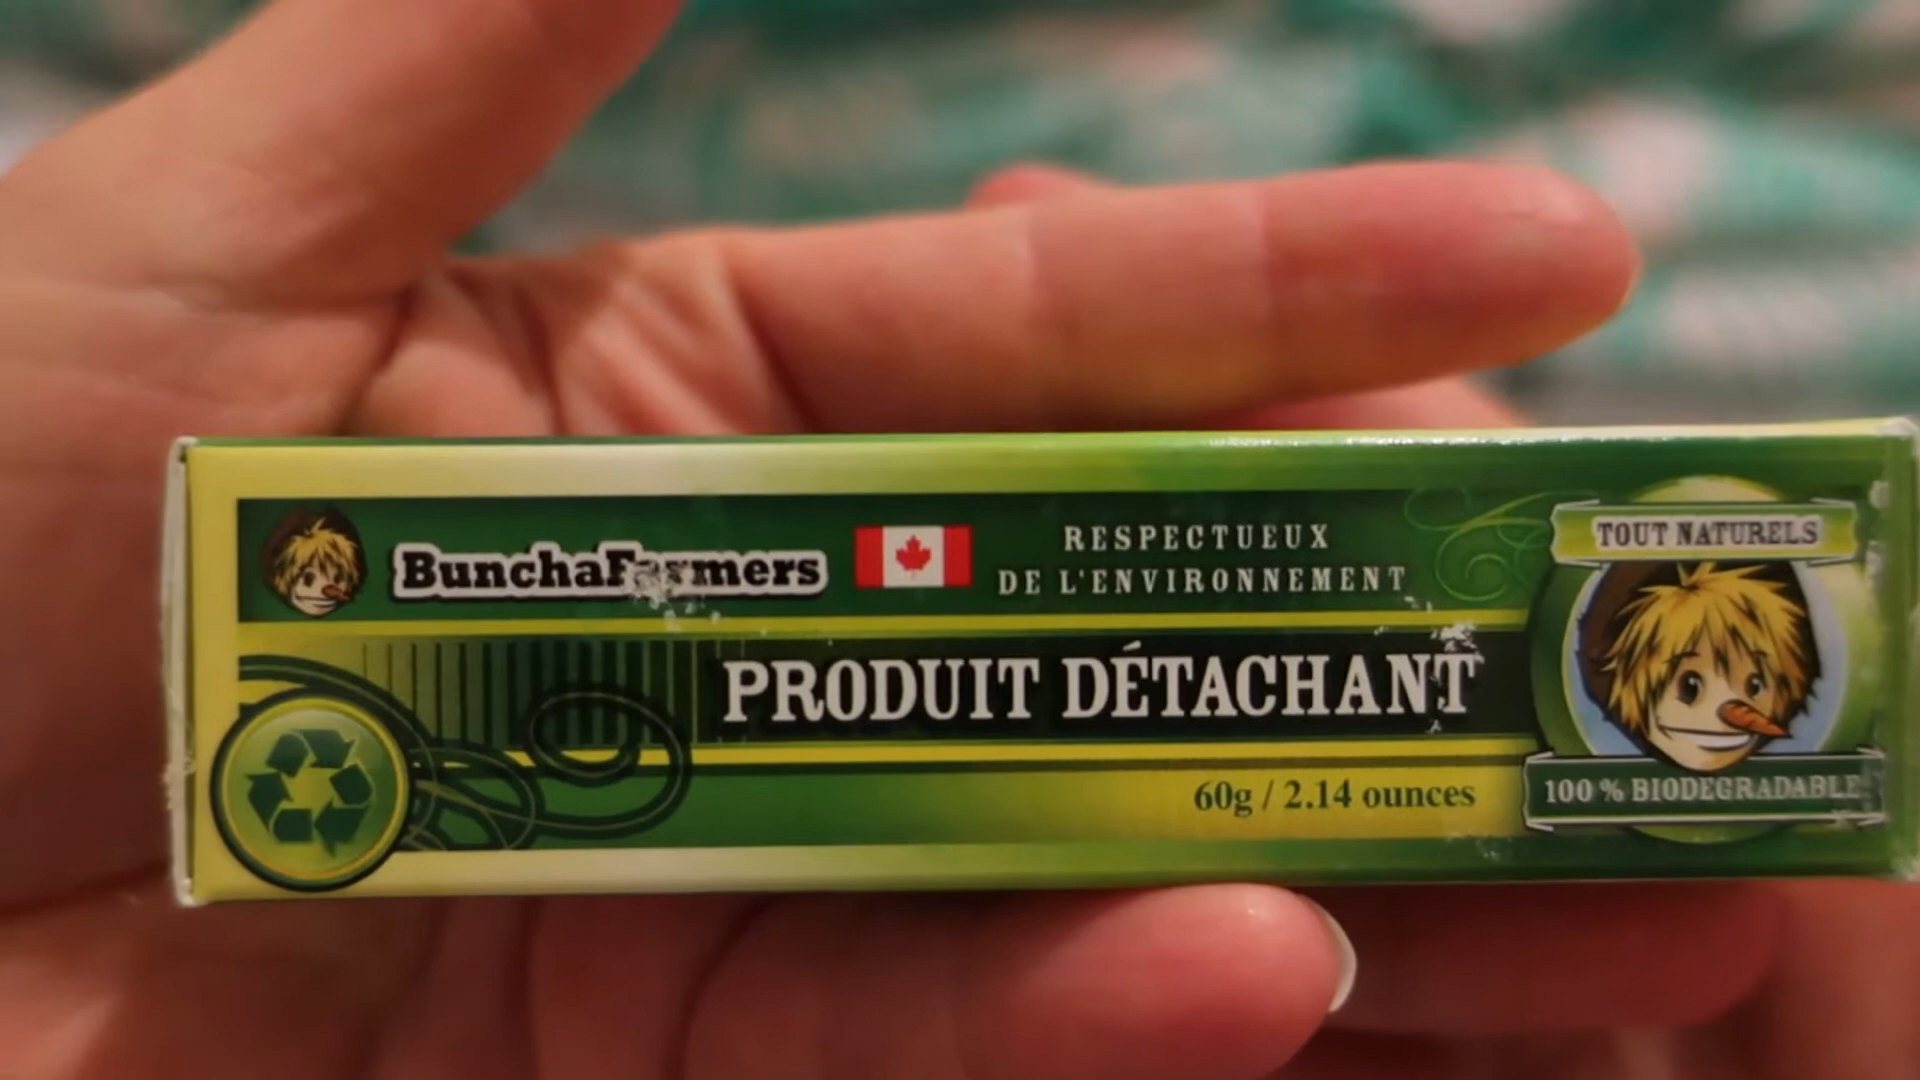 BunchaFarmers
RESPECTUEUX
DE L'ENVIRONNEMENT
TOUT NATURELS
PRODUIT DÉTACHANT
60g / 2.14 ounces
100 % BIODEGRADABLE